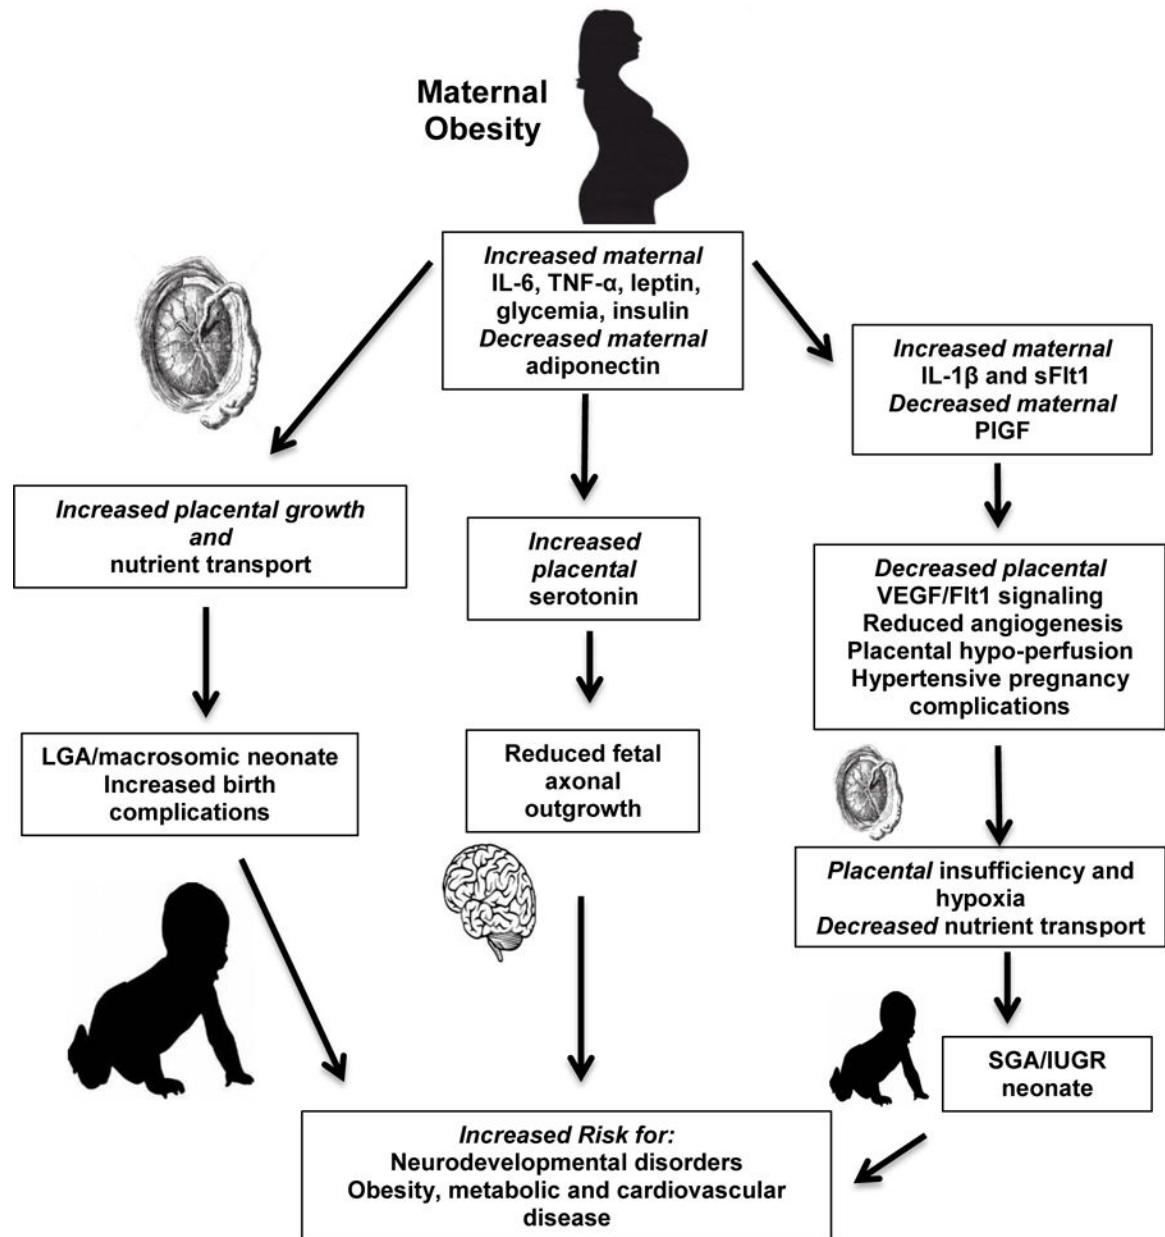 Maternal
Obesity
Increased maternal
IL-6, TNF-α, leptin,
glycemia, insulin
Decreased maternal
adiponectin
Increased maternal
IL-1β and sFlt1
Decreased maternal
PlGF
Increased placental growth
and
nutrient transport
Increased
placental
serotonin
Decreased placental
VEGF/Flt1 signaling
Reduced angiogenesis
Placental hypo-perfusion
Hypertensive pregnancy
complications
LGA/macrosomic neonate
Increased birth
complications
Reduced fetal
axonal
outgrowth
Placental insufficiency and
hypoxia
Decreased nutrient transport
SGA/IUGR
neonate
Increased Risk for:
Neurodevelopmental disorders
Obesity, metabolic and cardiovascular
disease